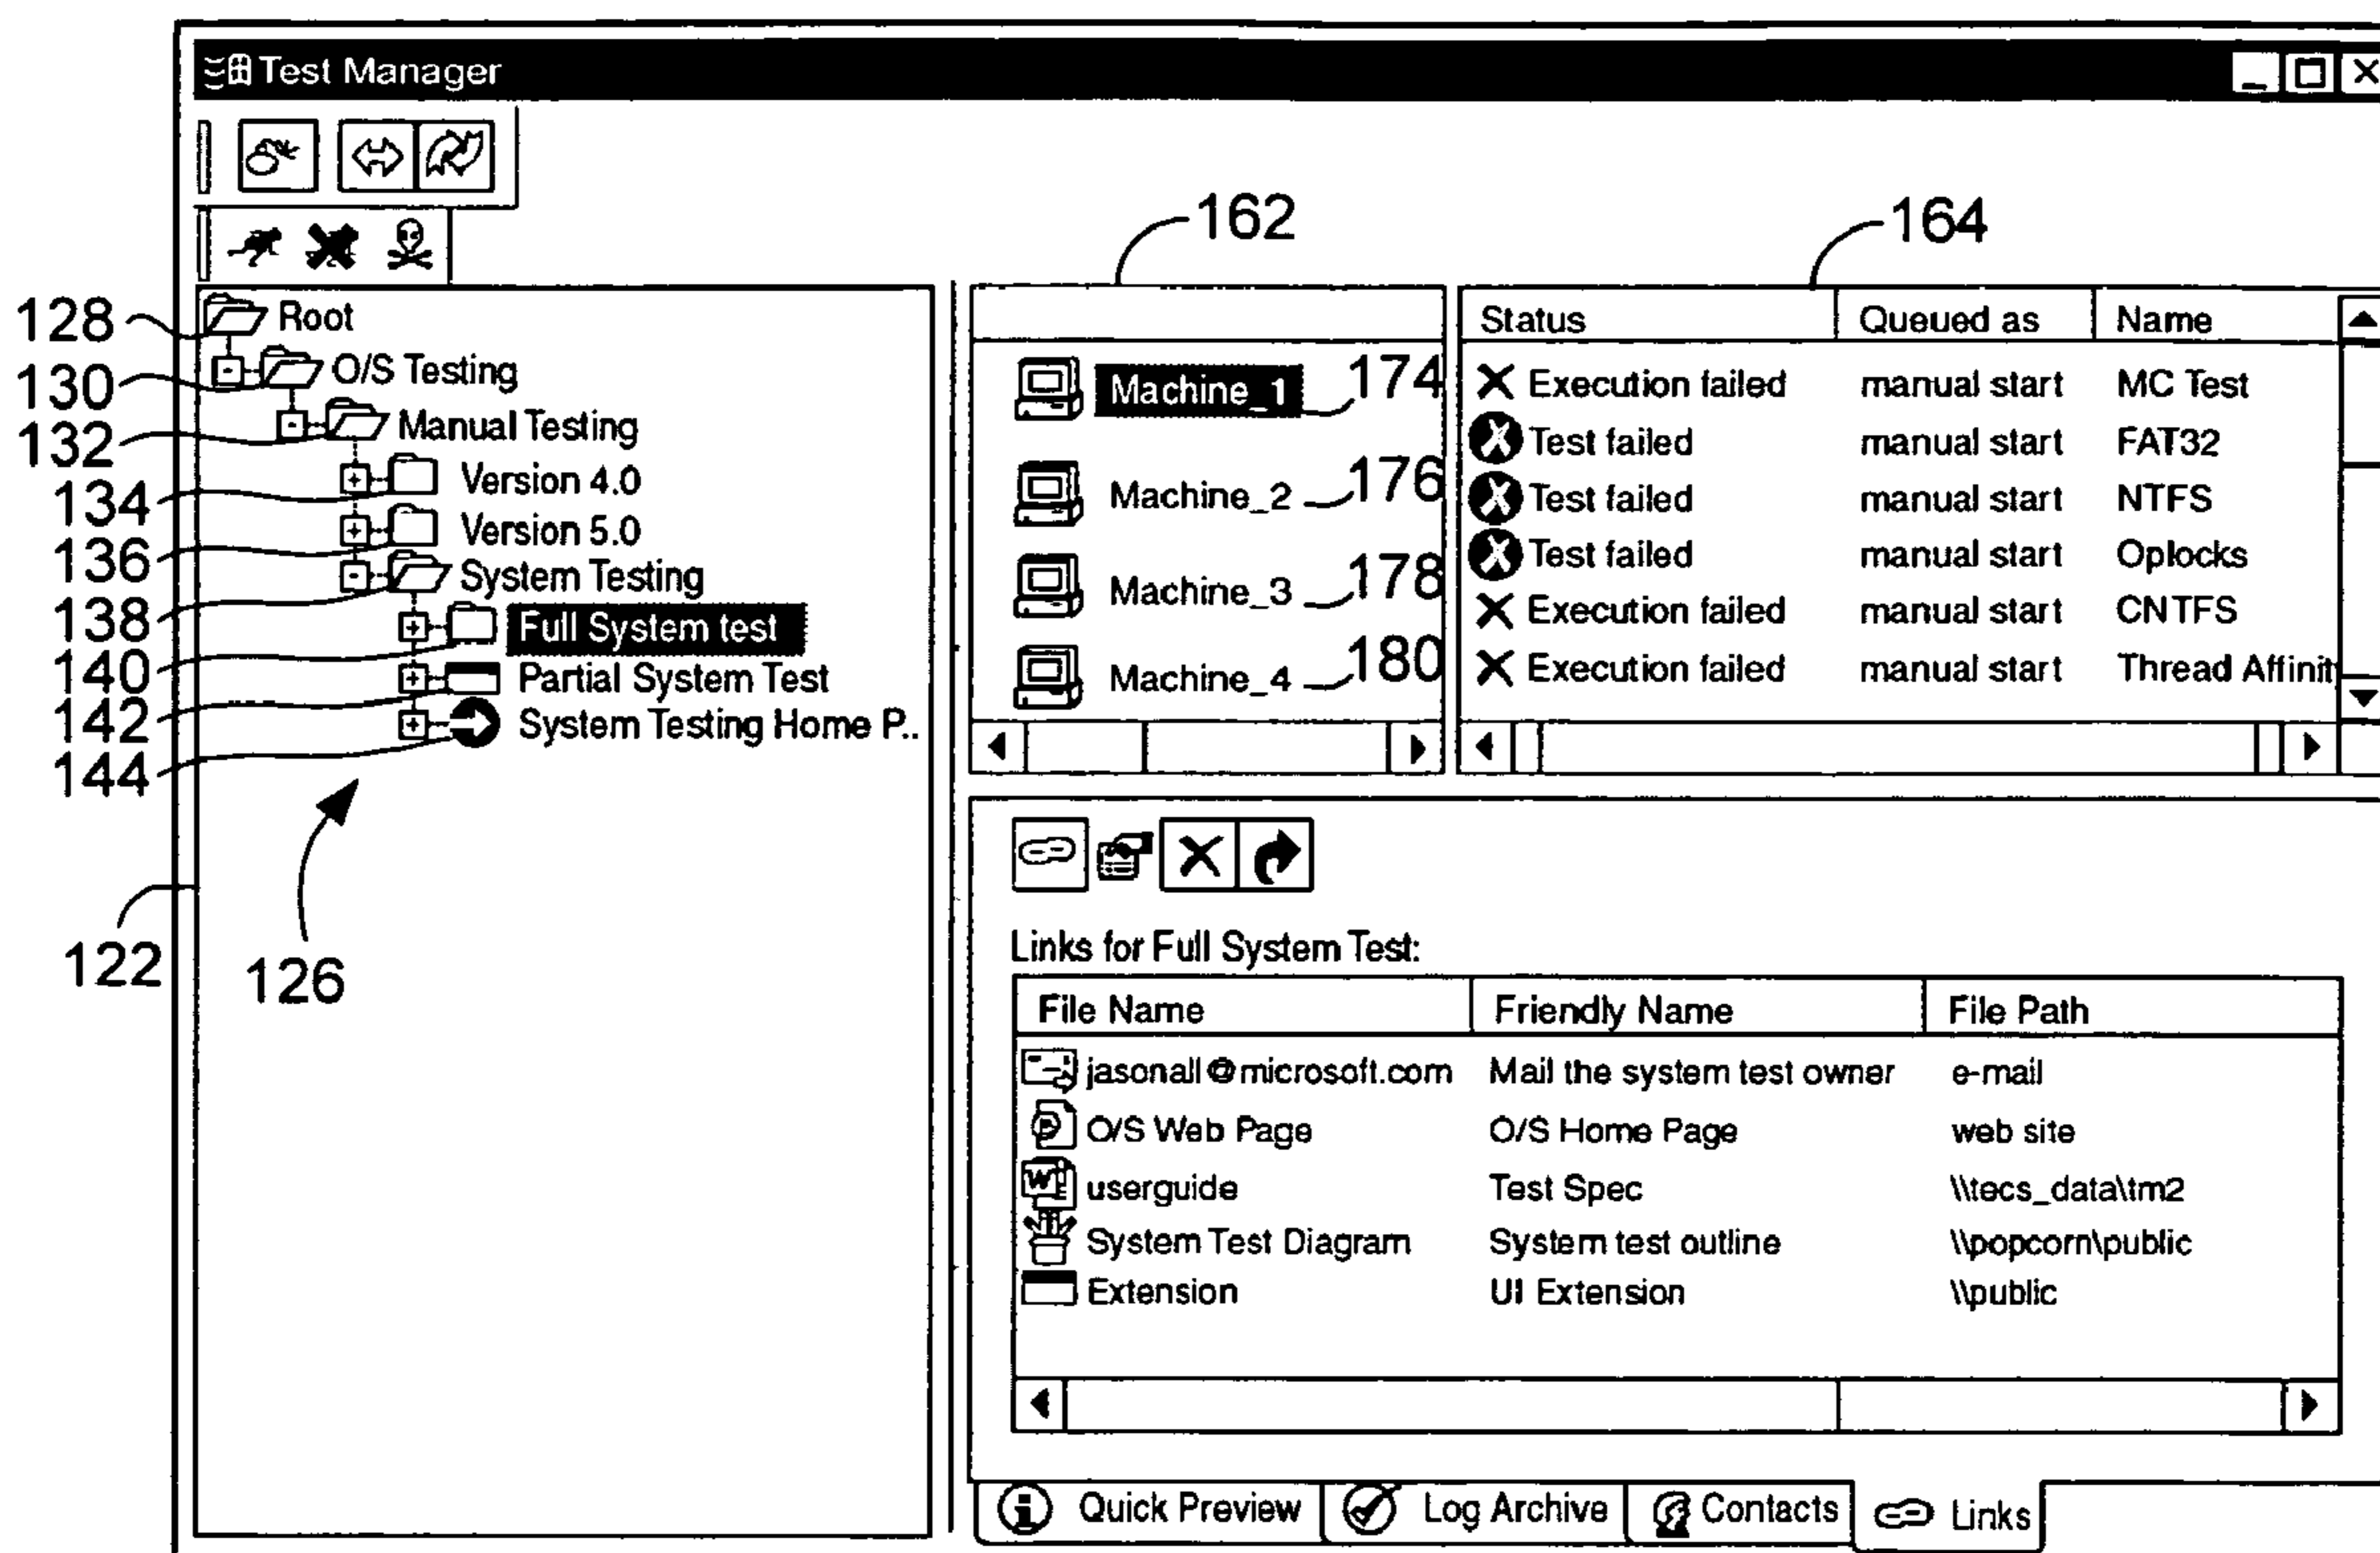 Test Manager
162
164
128
Root
130
O/S Testing
132
Manual Testing
134
Version 4.0
136
Version 5.0
138
System Testing
140
Full System test
142
Partial System Test
144
System Testing Home P..
122
126
Machine_1 174
Machine_2 176
Machine_3 178
Machine_4 180
Status Queued as Name
Execution failed manual start MC Test
Test failed manual start FAT32
Test failed manual start NTFS
Test failed manual start Oplocks
Execution failed manual start CNTFS
Execution failed manual start Thread Affinit
Links for Full System Test:
File Name Friendly Name File Path
jasonall@microsoft.com Mail the system test owner e-mail
O/S Web Page O/S Home Page web site
userguide Test Spec \\tecs_data\tm2
System Test Diagram System test outline \\popcorn\public
Extension UI Extension \\public
Quick Preview Log Archive Contacts Links